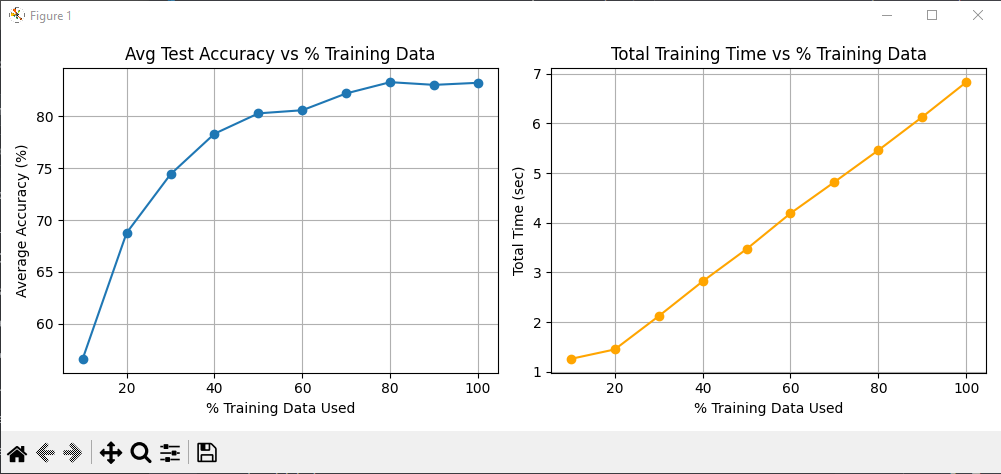 Figure 1
Avg Test Accuracy vs % Training Data
Average Accuracy (%)
80
75
70
65
60
20 40 60 80 100
% Training Data Used
Total Training Time vs % Training Data
Total Time (sec)
7
6
5
4
3
2
1
20 40 60 80 100
% Training Data Used